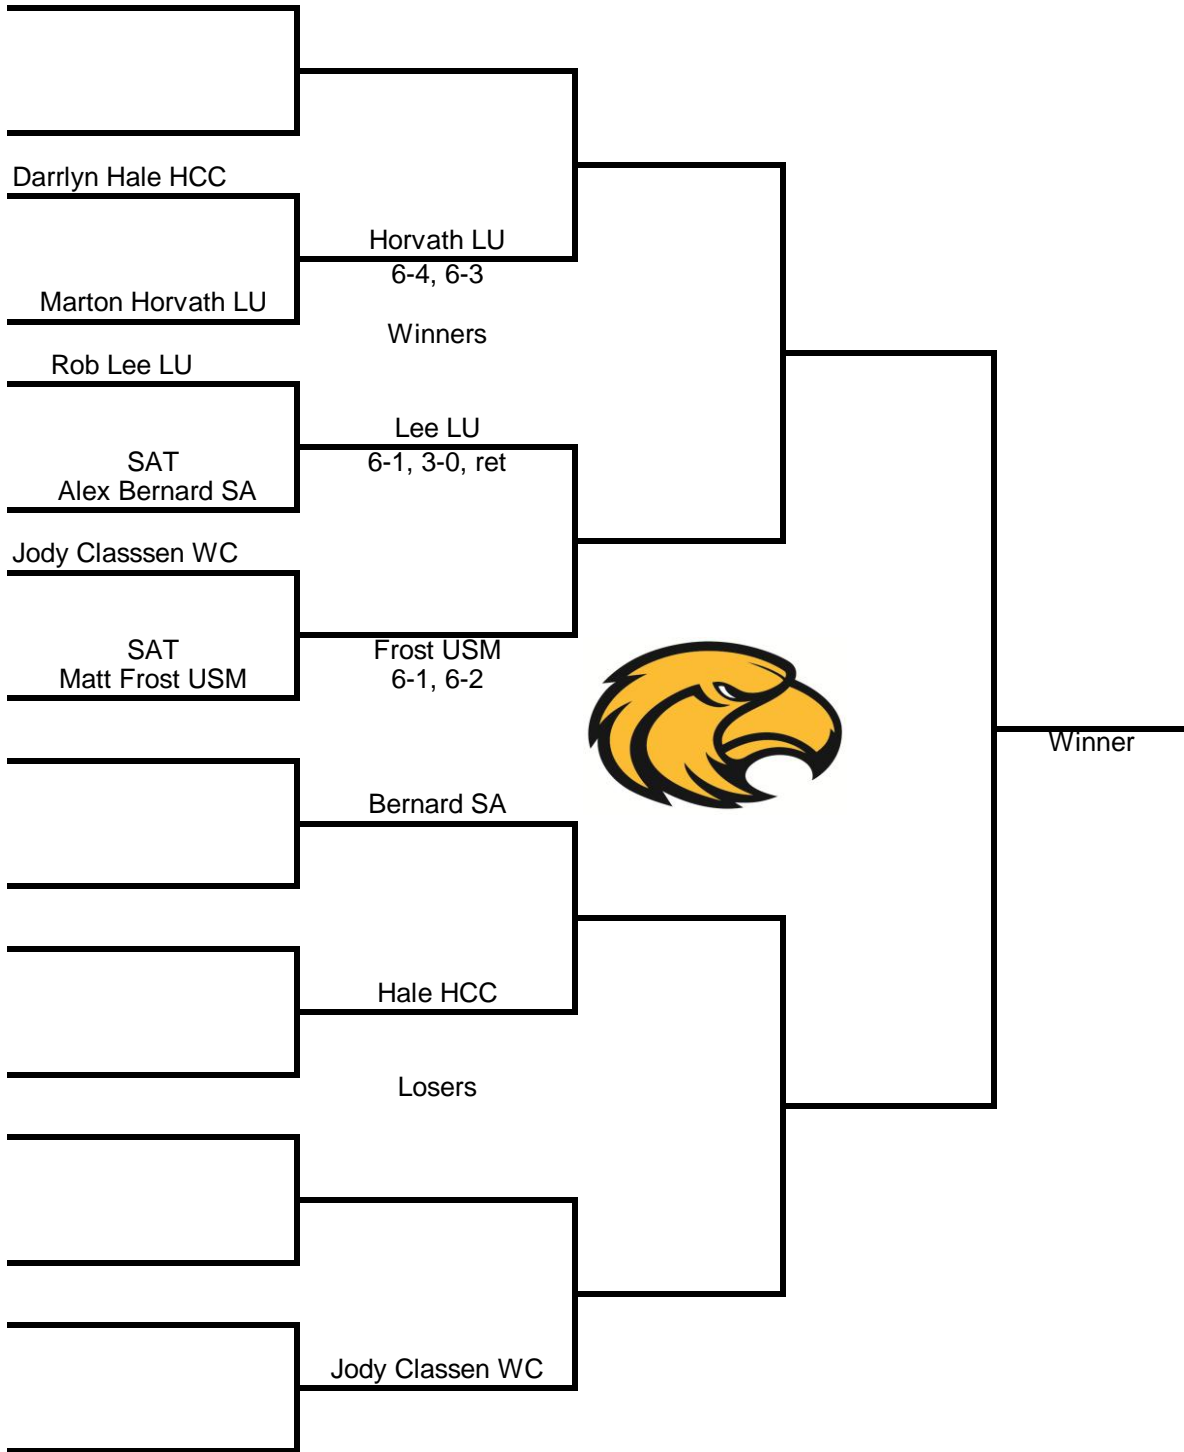 Darrlyn Hale HCC
Horvath LU
6-4, 6-3
Marton Horvath LU
Winners
Rob Lee LU
Lee LU
6-1, 3-0, ret
SAT
Alex Bernard SA
Jody Classsen WC
SAT
Matt Frost USM
Frost USM
6-1, 6-2
Winner
Bernard SA
Hale HCC
Losers
Jody Classen WC